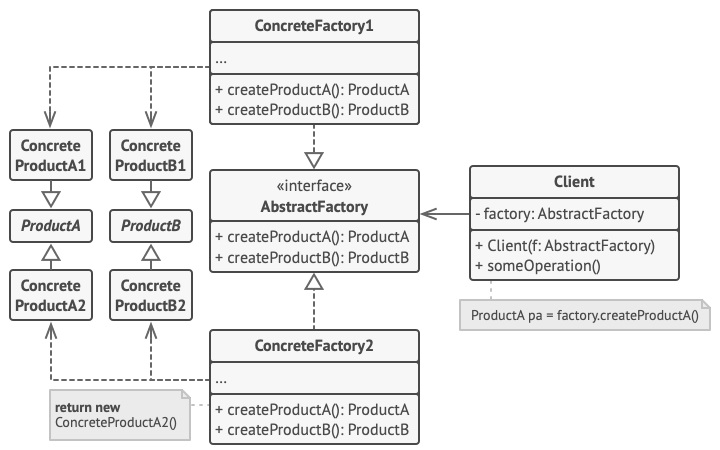 ConcreteFactory1
...
+ createProductA(): ProductA
+ createProductB(): ProductB
Concrete
ProductA1
Concrete
ProductB1
ProductA
ProductB
Concrete
ProductA2
Concrete
ProductB2
«interface»
AbstractFactory
+ createProductA(): ProductA
+ createProductB(): ProductB
Client
- factory: AbstractFactory
+ Client(f: AbstractFactory)
+ someOperation()
ProductA pa = factory.createProductA()
ConcreteFactory2
...
+ createProductA(): ProductA
+ createProductB(): ProductB
return new
ConcreteProductA2()